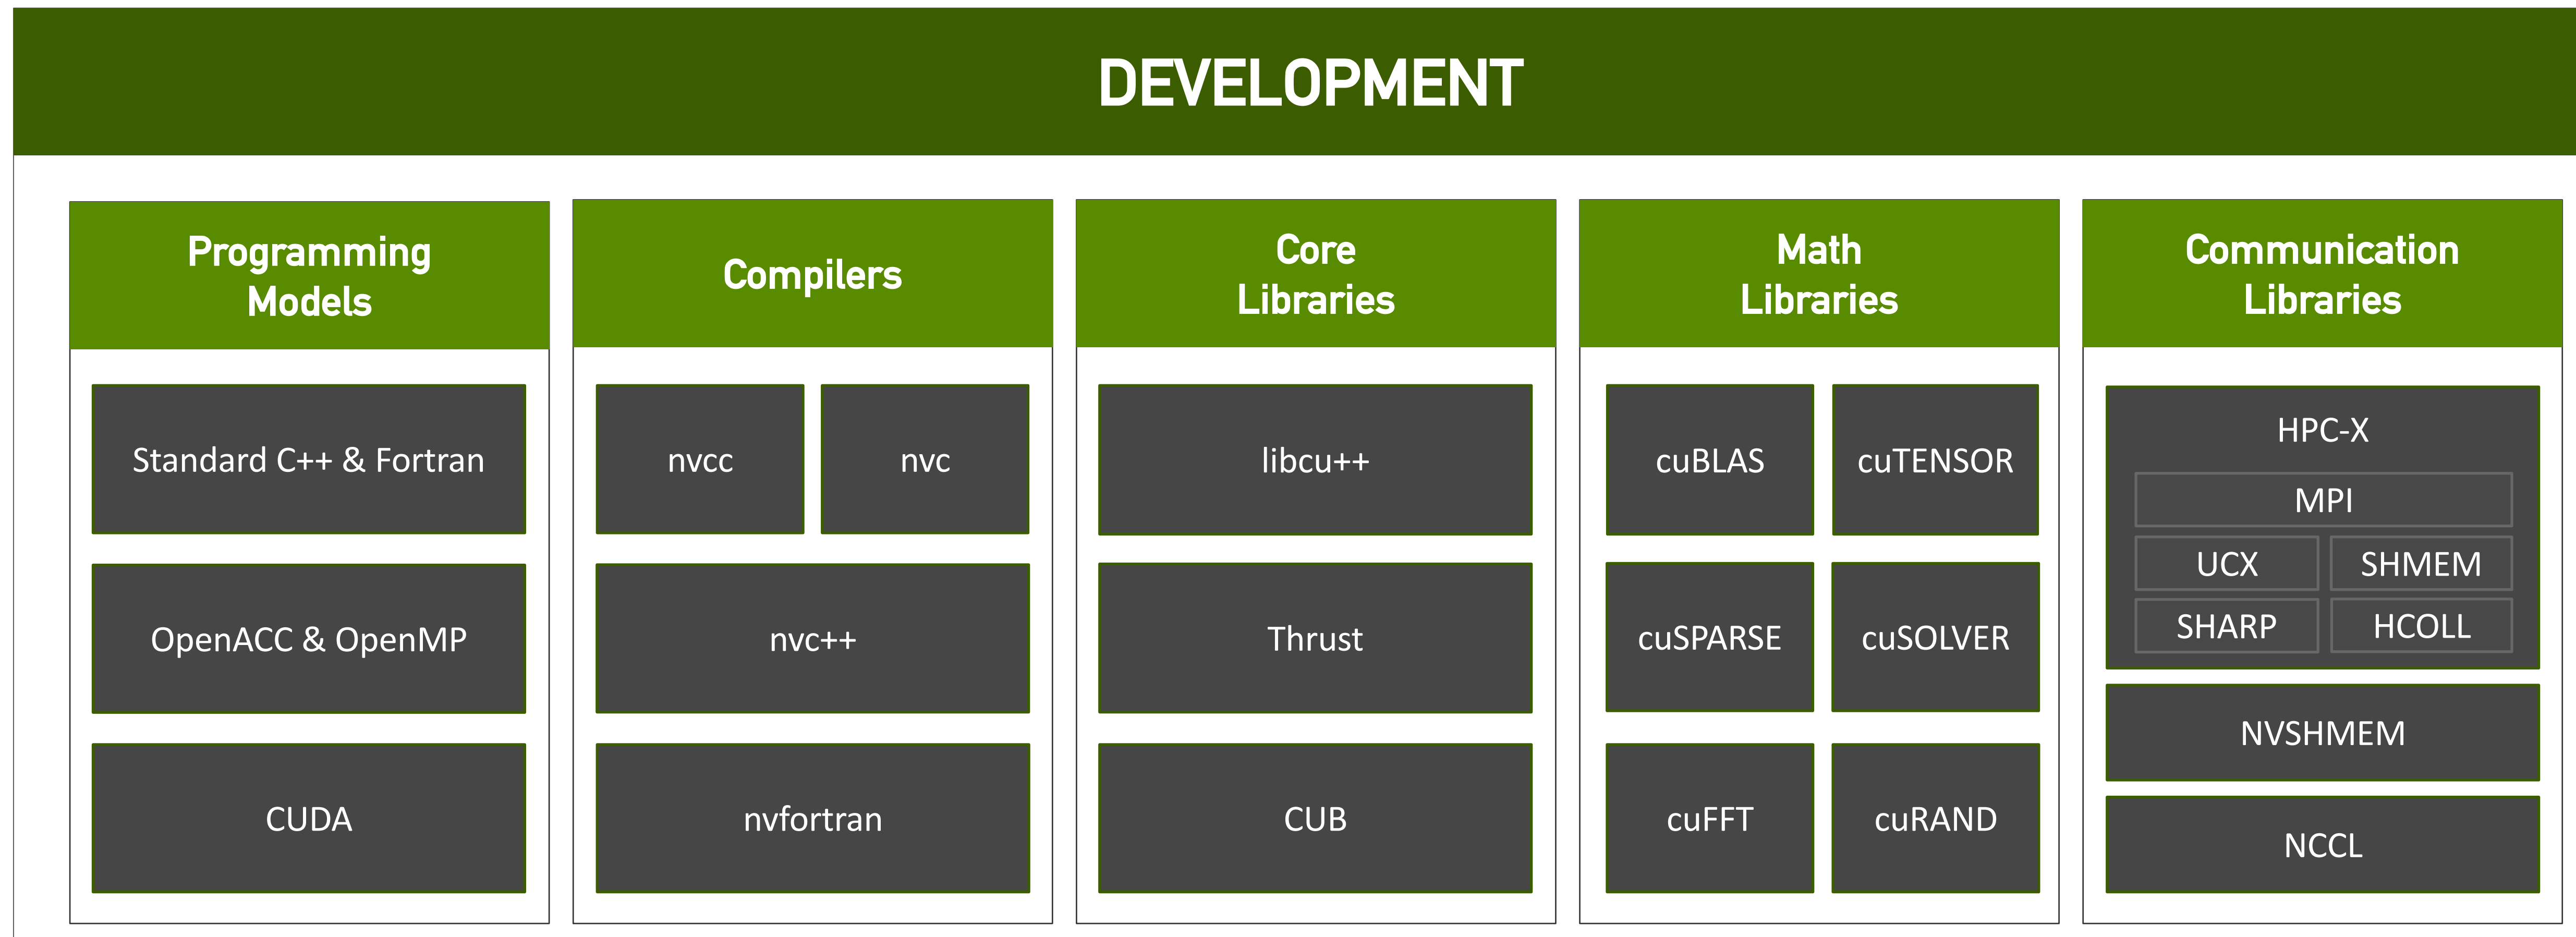 DEVELOPMENT
Programming
Models
Standard C++ & Fortran
OpenACC & OpenMP
CUDA
Compilers
nvcc
nvc
nvc++
nvfortran
Core
Libraries
libcu++
Thrust
CUB
Math
Libraries
cuBLAS
cuTENSOR
cuSPARSE
cuSOLVER
cuFFT
cuRAND
Communication
Libraries
HPC-X
MPI
UCX
SHMEM
SHARP
HCOLL
NVSHMEM
NCCL